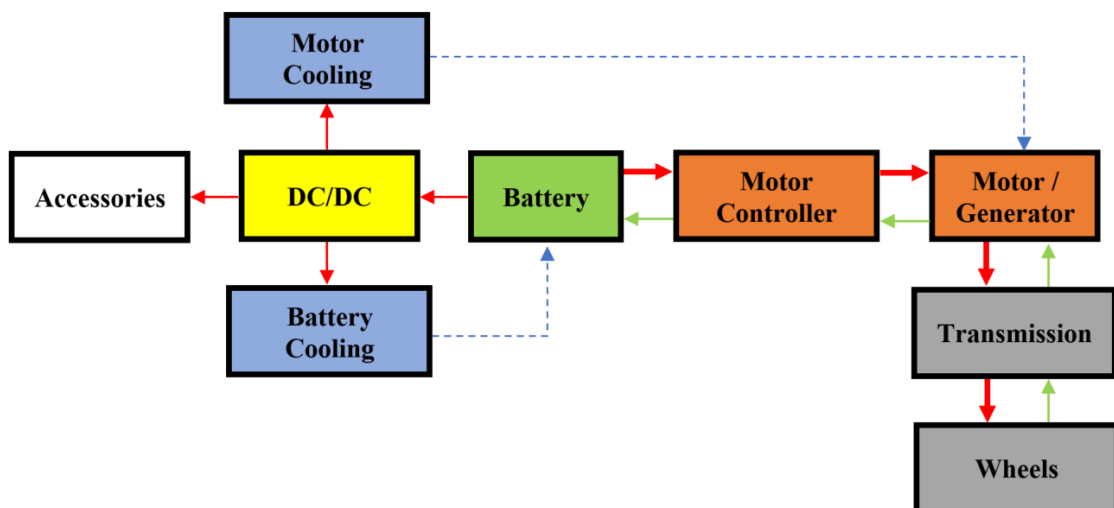 Motor
Cooling
Accessories
DC/DC
Battery
Motor
Controller
Motor /
Generator
Battery
Cooling
Transmission
Wheels